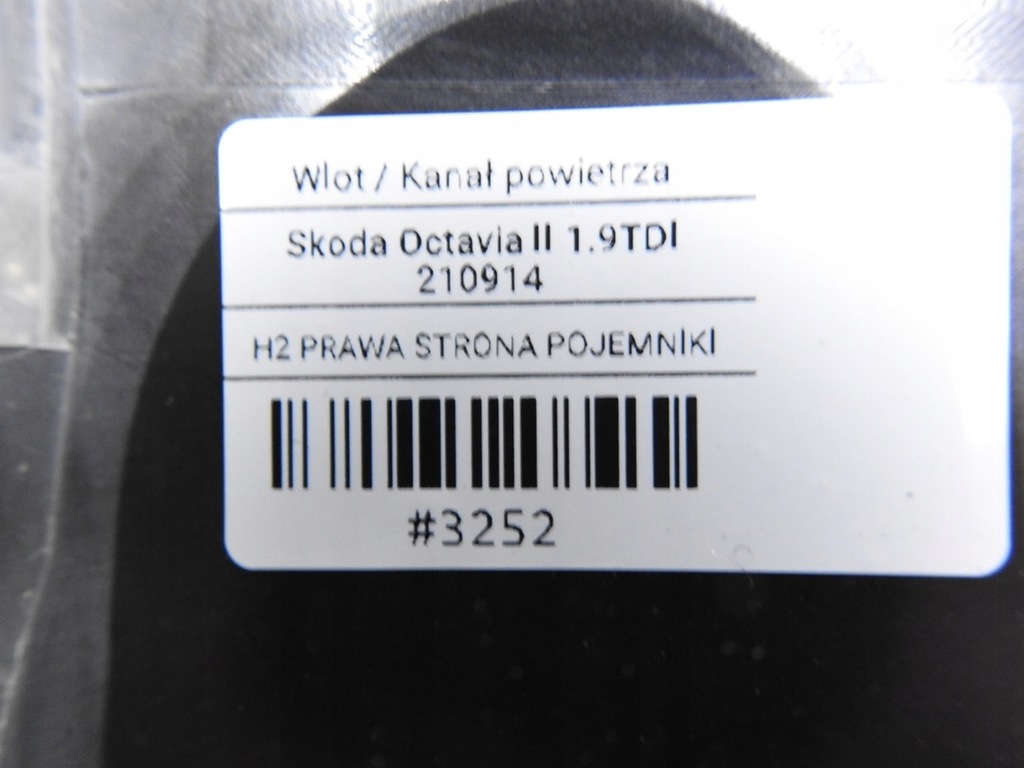 Wlot / Kanał powietrza
Skoda Octavia II 1.9TDI
210914
H2 PRAWA STRONA POJEMNIKI
#3252